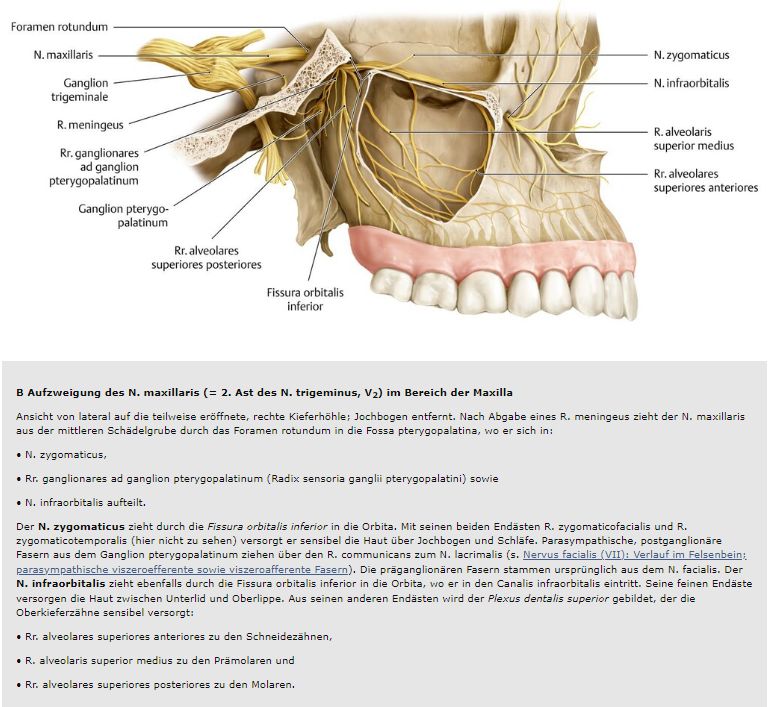 Foramen rotundum
N. maxillaris
Ganglion
trigeminale
R. meningeus
Rr. ganglionares
ad ganglion
pterygopalatinum
Ganglion pterygo-
palatinum
Rr. alveolares
superiores posteriores
Fissura orbitalis
inferior
N. zygomaticus
N. infraorbitalis
R. alveolaris
superior medius
Rr. alveolares
superiores anteriores
B Aufzweigung des N. maxillaris (= 2. Ast des N. trigeminus, V2) im Bereich der Maxilla
Ansicht von lateral auf die teilweise eröffnete, rechte Kieferhöhle; Jochbogen entfernt. Nach Abgabe eines R. meningeus zieht der N. maxillaris
aus der mittleren Schädelgrube durch das Foramen rotundum in die Fossa pterygopalatina, wo er sich in:
• N. zygomaticus,
• Rr. ganglionares ad ganglion pterygopalatinum (Radix sensoria ganglii pterygopalatini) sowie
• N. infraorbitalis aufteilt.
Der N. zygomaticus zieht durch die Fissura orbitalis inferior in die Orbita. Mit seinen beiden Endästen R. zygomaticofacialis und R.
zygomaticotemporalis (hier nicht zu sehen) versorgt er sensibel die Haut über Jochbogen und Schläfe. Parasympathische, postganglionäre
Fasern aus dem Ganglion pterygopalatinum ziehen über den R. communicans zum N. lacrimalis (s. Nervus facialis (VII): Verlauf im Felsenbein;
parasympathische viszeroefferente sowie viszeroafferente Fasern). Die präganglionären Fasern stammen ursprünglich aus dem N. facialis. Der
N. infraorbitalis zieht ebenfalls durch die Fissura orbitalis inferior in die Orbita, wo er in den Canalis infraorbitalis eintritt. Seine feinen Endäste
versorgen die Haut zwischen Unterlid und Oberlippe. Aus seinen anderen Endästen wird der Plexus dentalis superior gebildet, der die
Oberkieferzähne sensibel versorgt:
• Rr. alveolares superiores anteriores zu den Schneidezähnen,
• R. alveolaris superior medius zu den Prämolaren und
• Rr. alveolares superiores posteriores zu den Molaren.